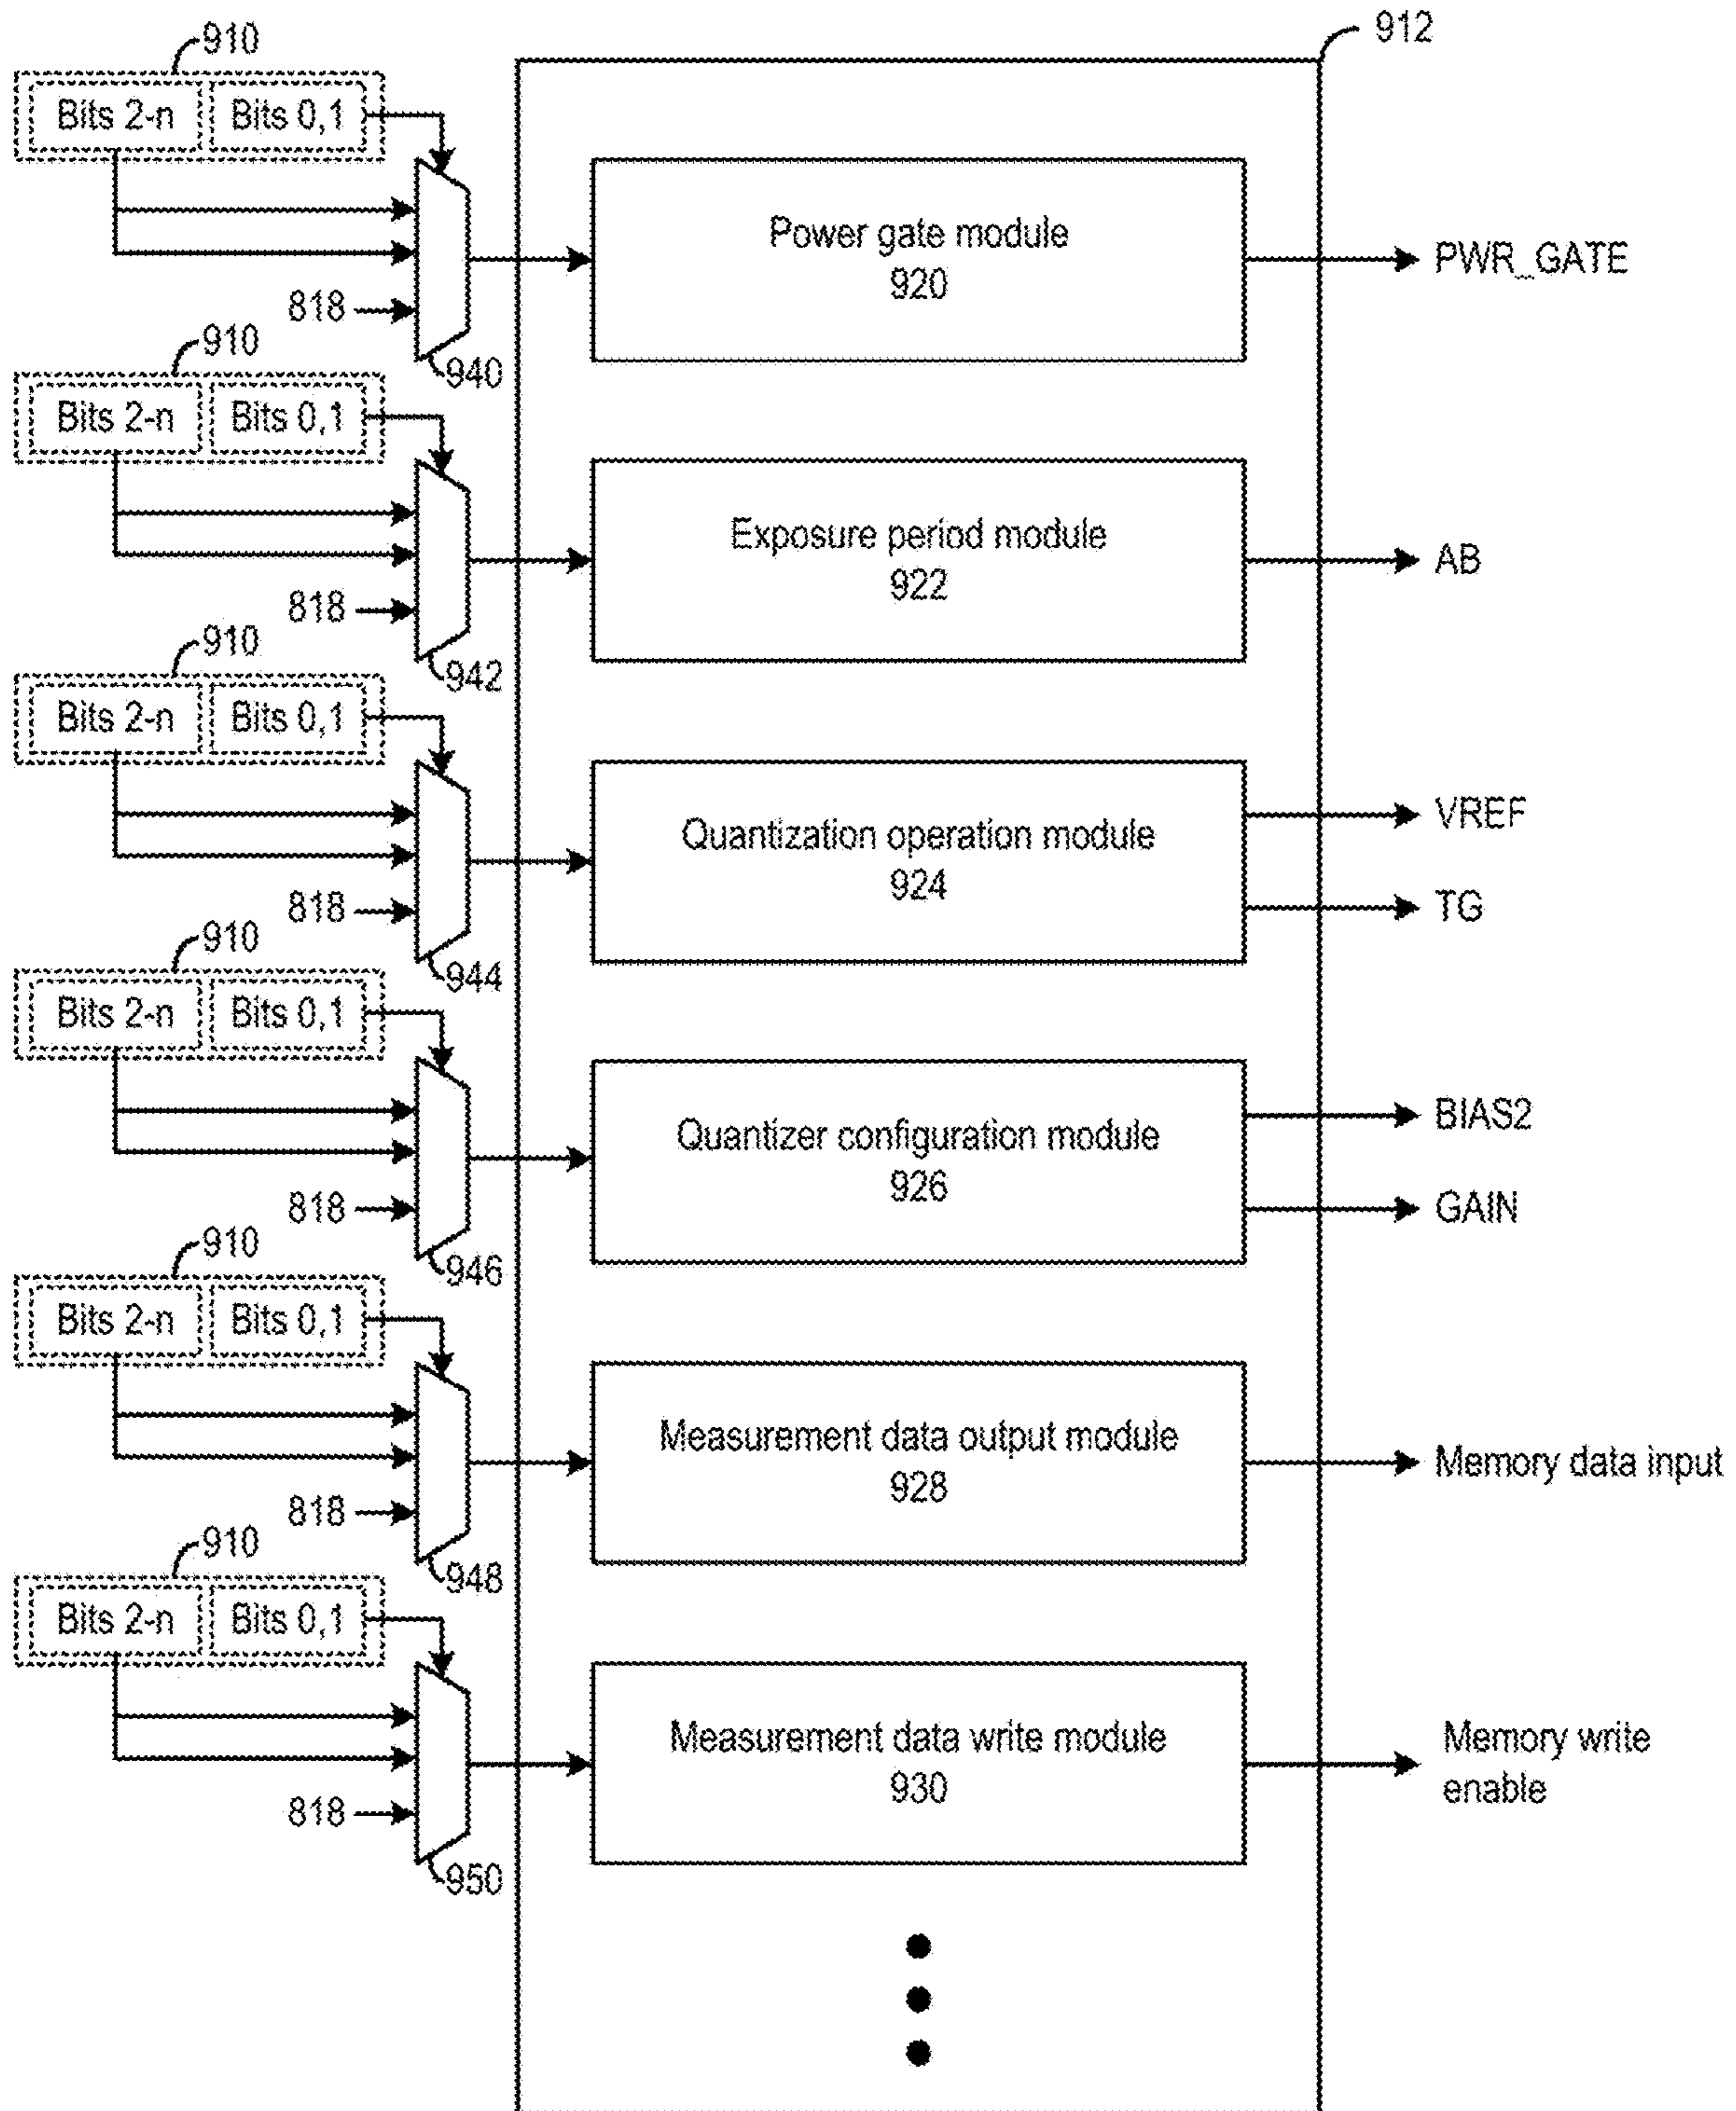 910
912
Bits 2-n Bits 0,1
Power gate module
920
PWR_GATE
818
940
910
Bits 2-n Bits 0,1
Exposure period module
922
AB
818
942
910
Bits 2-n Bits 0,1
Quantization operation module
924
VREF
TG
818
944
910
Bits 2-n Bits 0,1
Quantizer configuration module
926
BIAS2
GAIN
818
946
910
Bits 2-n Bits 0,1
Measurement data output module
928
Memory data input
818
948
910
Bits 2-n Bits 0,1
Measurement data write module
930
Memory write
enable
818
950